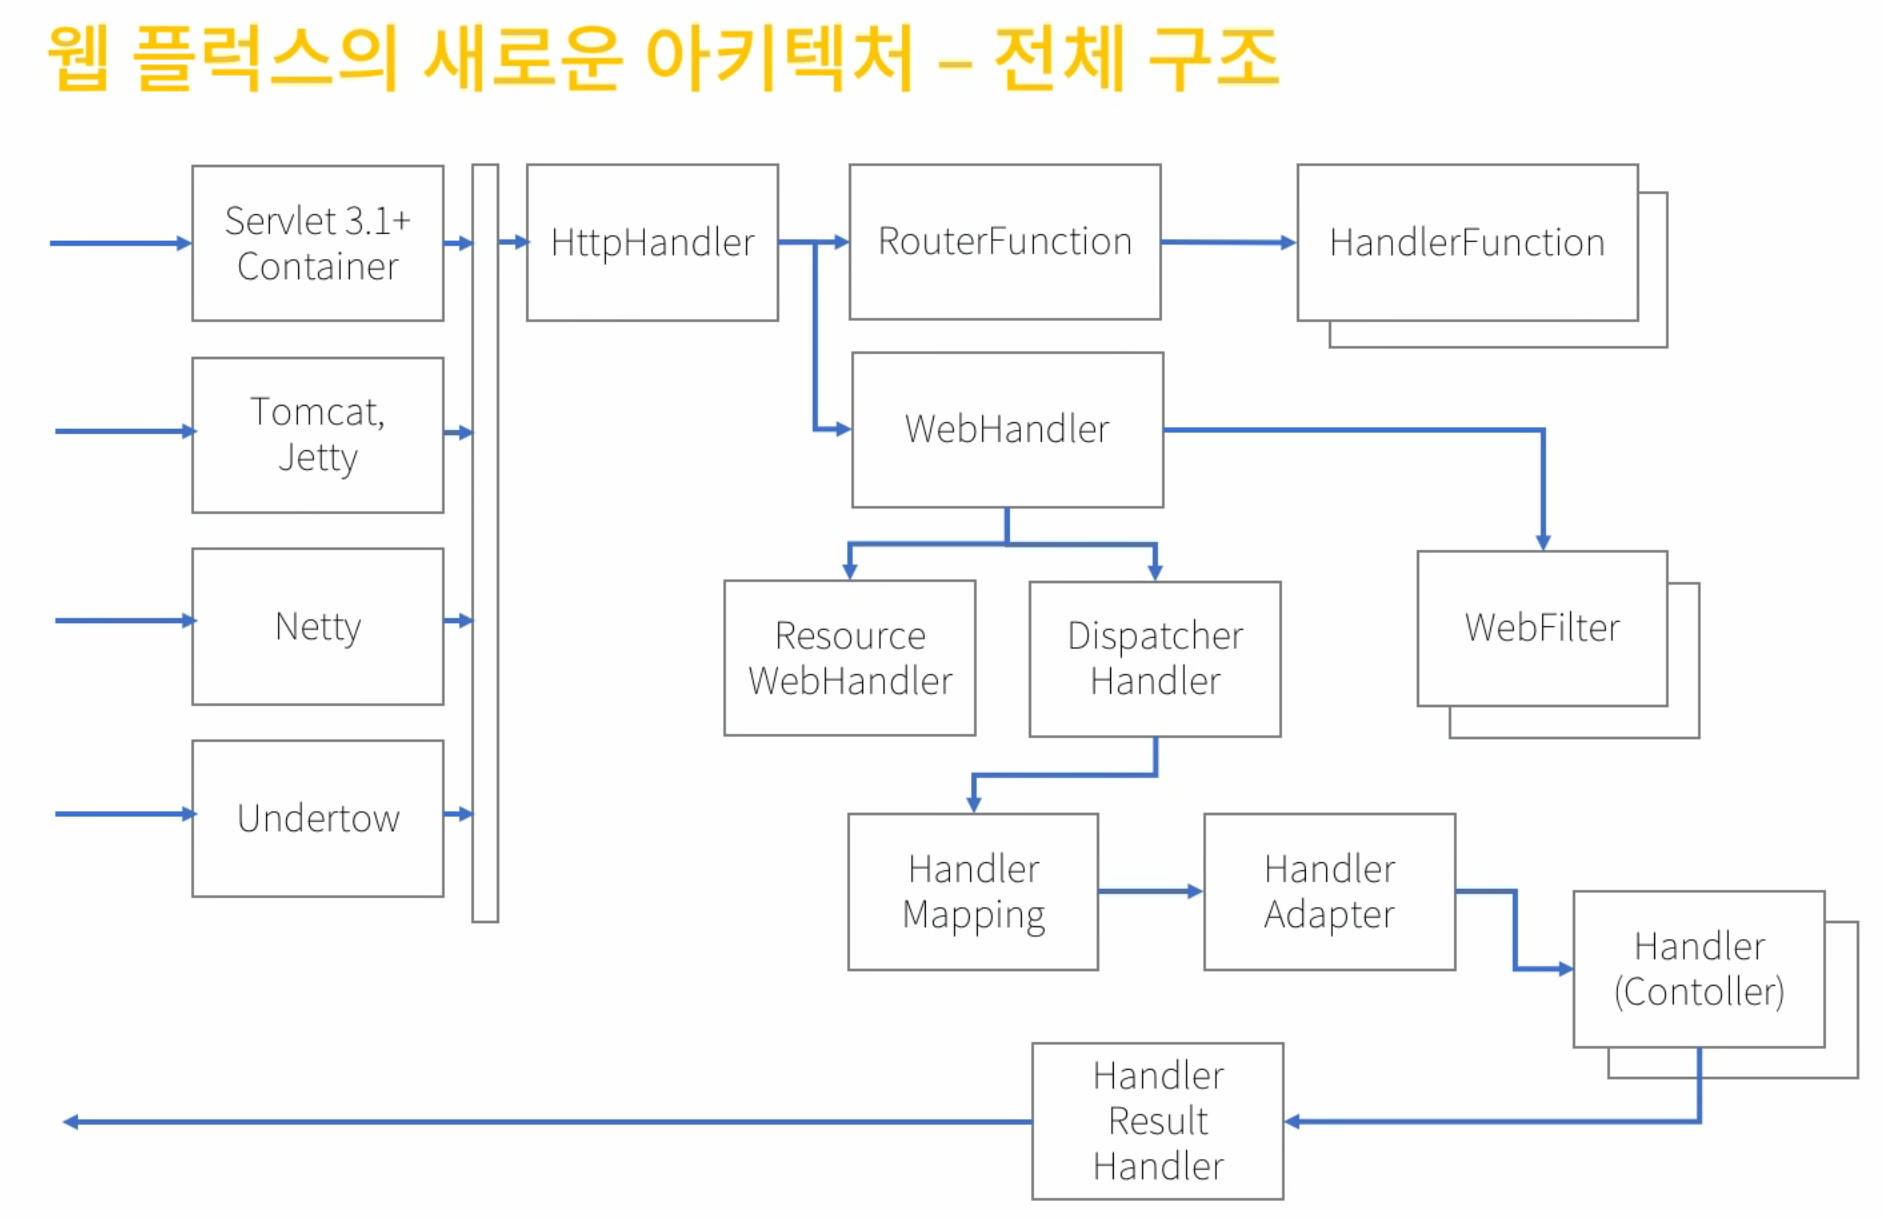 웹 플럭스의 새로운 아키텍처 – 전체 구조
Servlet 3.1+
Container
HttpHandler
RouterFunction
HandlerFunction
Tomcat,
Jetty
WebHandler
Netty
Resource
WebHandler
Dispatcher
Handler
WebFilter
Undertow
Handler
Mapping
Handler
Adapter
Handler
(Contoller)
Handler
Result
Handler